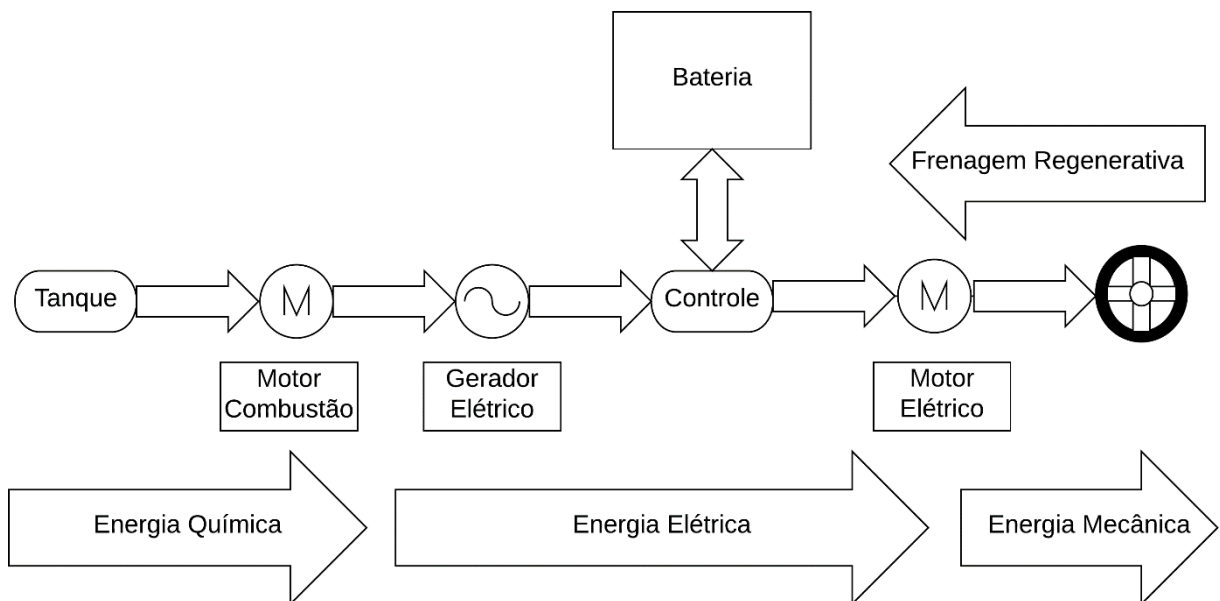 Bateria
Frenagem Regenerativa
Tanque
M
Controle
M
Motor
Combustão
Gerador
Elétrico
Motor
Elétrico
Energia Química
Energia Elétrica
Energia Mecânica